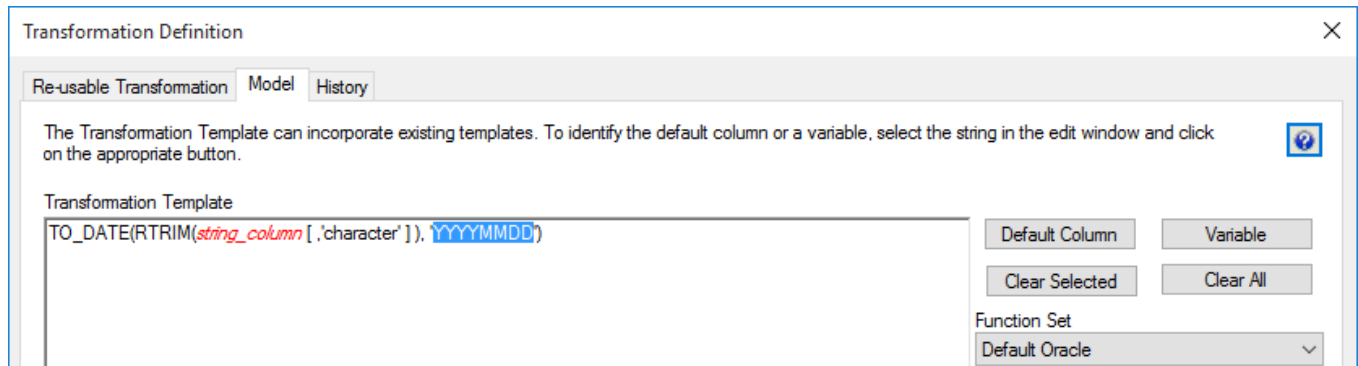 Transformation Definition
Re-usable Transformation Model History
The Transformation Template can incorporate existing templates. To identify the default column or a variable, select the string in the edit window and click
on the appropriate button.
Transformation Template
TO_DATE(RTRIM(string_column [ ,'character' ] ), 'YYYYMMDD')
Default Column Variable
Clear Selected Clear All
Function Set
Default Oracle